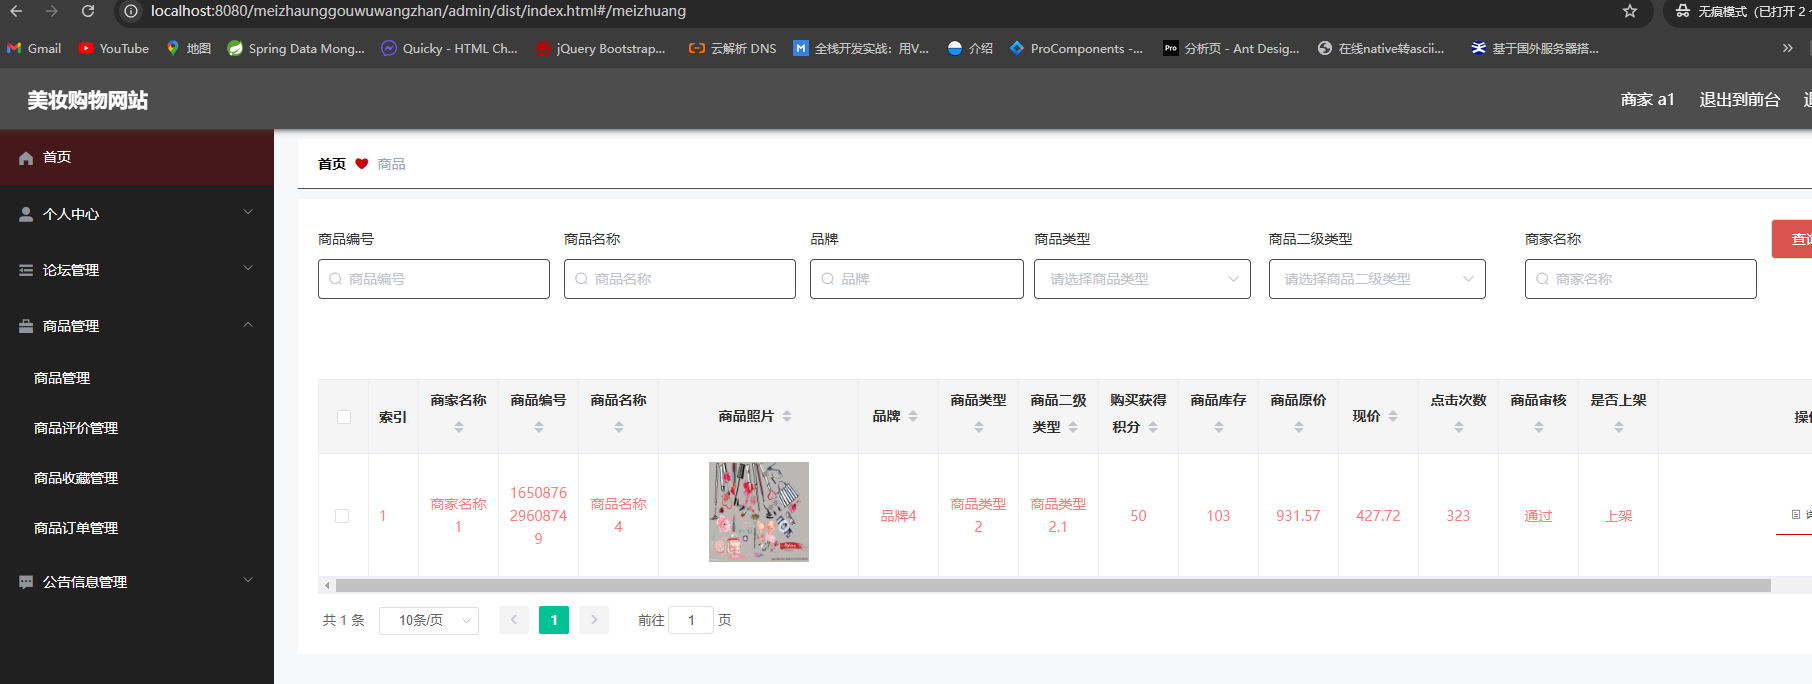 localhost:8080/meizhaunggouwuwangzhan/admin/dist/index.html#/meizhuang
无痕模式（已打开 2
Gmail YouTube 地图 Spring Data Mong... Quicky - HTML Ch... jQuery Bootstrap... 云解析 DNS 全栈开发实战：用V... 介绍 ProComponents -... Pro 分析页 - Ant Desig... 在线native转ascii... 基于国外服务器搭... »
美妆购物网站
商家 a1 退出到前台
首页
个人中心
论坛管理
商品管理
商品管理
商品评价管理
商品收藏管理
商品订单管理
公告信息管理
首页 商品
商品编号 商品名称 品牌 商品类型 商品二级类型 商家名称
商品编号 商品名称 品牌 请选择商品类型 请选择商品二级类型 商家名称
索引 商家名称 商品编号 商品名称 商品照片 品牌 商品类型 商品二级类型 购买获得积分 商品库存 商品原价 现价 点击次数 商品审核 是否上架
1 商家名称1 165087629608749 商品名称4 品牌4 商品类型2 商品类型2.1 50 103 931.57 427.72 323 通过 上架
共 1 条 10条/页 1 前往 1 页